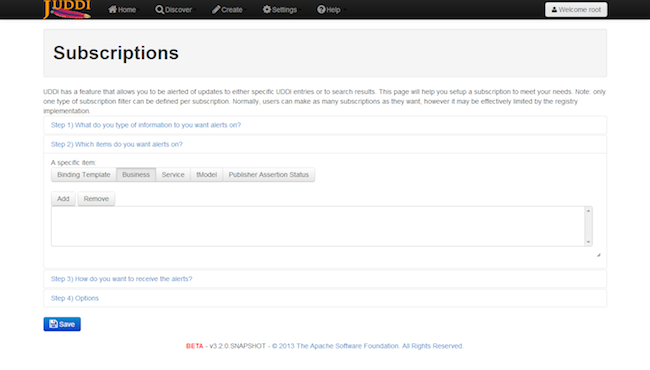 JUDDI Home Discover Create Settings Help Welcome root
Subscriptions
UDDI has a feature that allows you to be alerted of updates to either specific UDDI entries or to search results. This page will help you setup a subscription to meet your needs. Note: only
one type of subscription filter can be defined per subscription. Normally, users can make as many subscriptions as they want, however it may be effectively limited by the registry
implementation.
Step 1) What do you type of information to you want alerts on?
Step 2) Which items do you want alerts on?
A specific item:
Binding Template Business Service tModel Publisher Assertion Status
Add Remove
Step 3) How do you want to receive the alerts?
Step 4) Options
Save
BETA - v3.2.0.SNAPSHOT - © 2013 The Apache Software Foundation. All Rights Reserved.